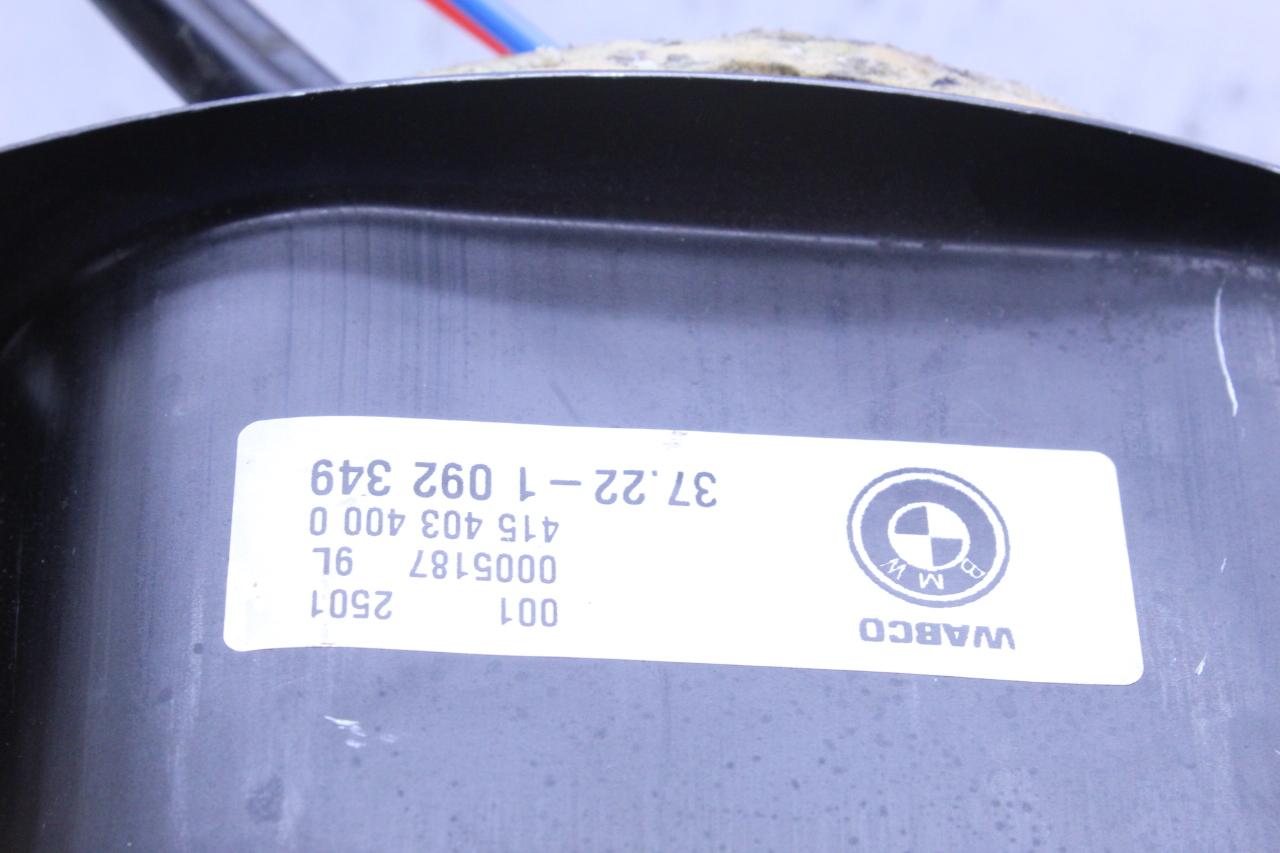 WABCO
BMW
001 2501
0005187 9L
415 403 400 0
37.22 – 1 092 349